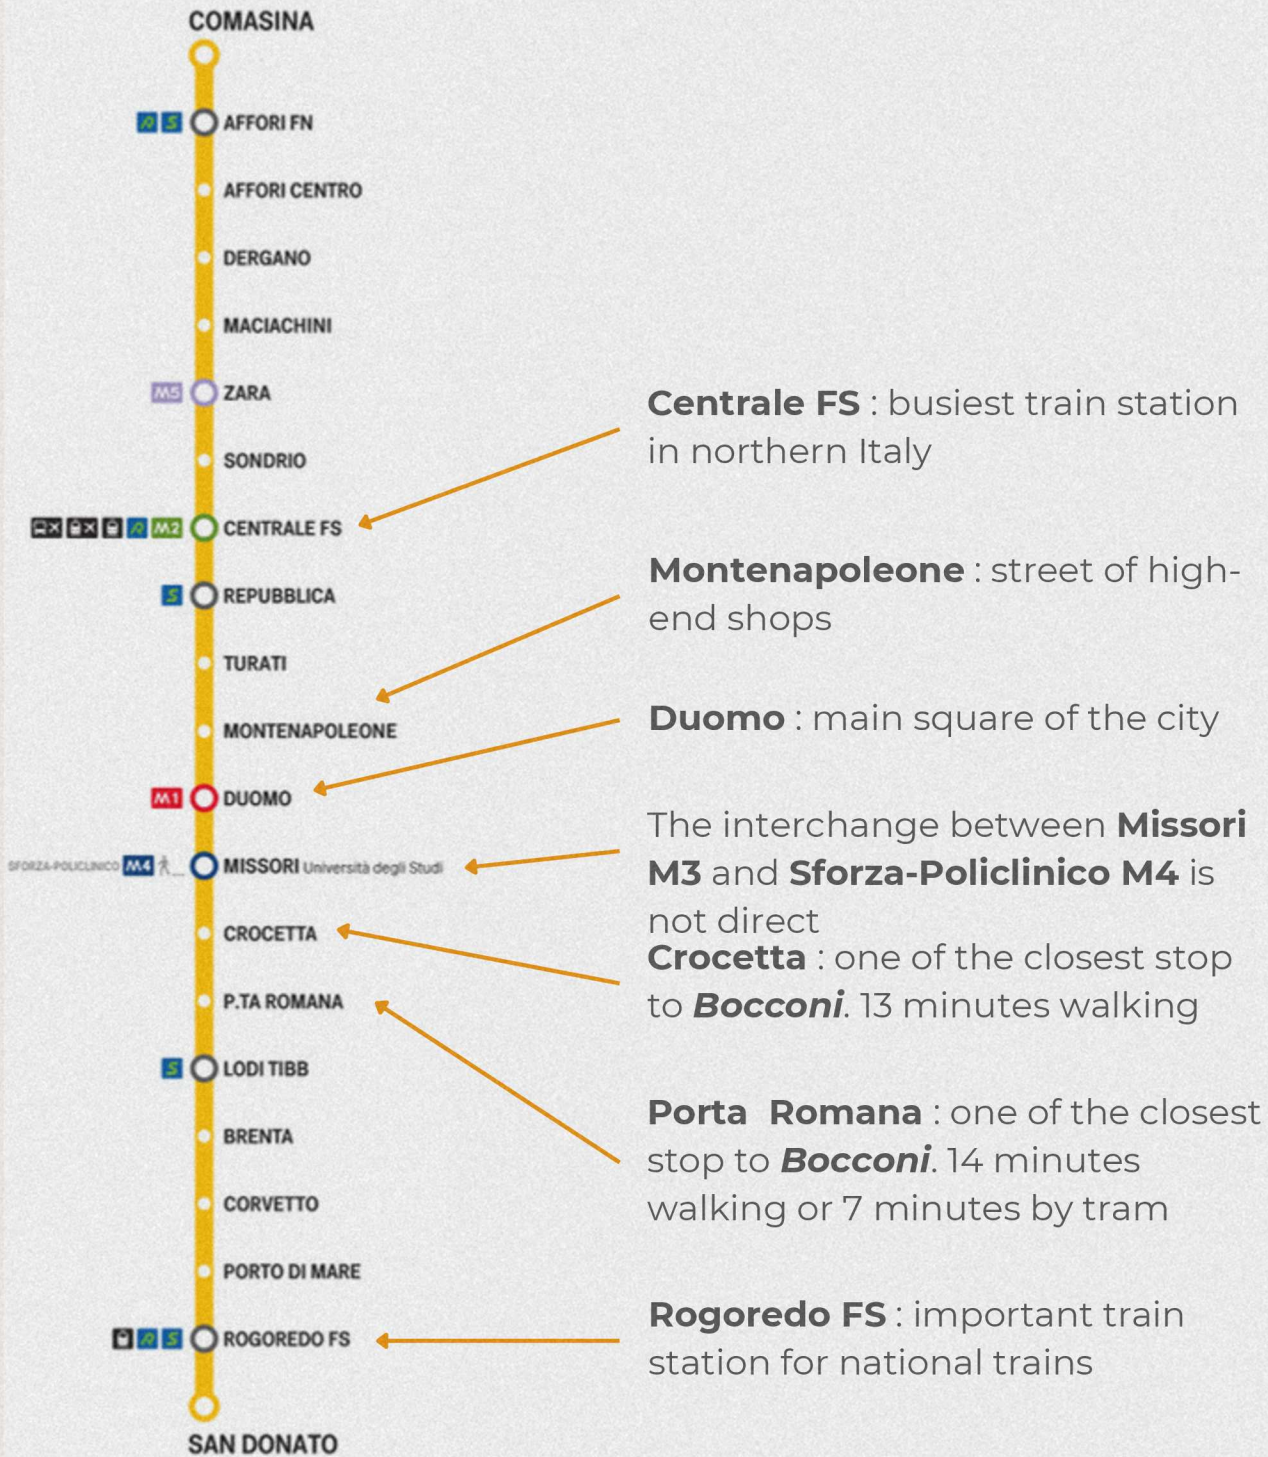 COMASINA
R S AFFORI FN
AFFORI CENTRO
DERGANO
MACIACHINI
M5 ZARA
SONDRIO
M2 CENTRALE FS
S REPUBBLICA
TURATI
MONTENAPOLEONE
M1 DUOMO
SFORZA-POLICLINICO M4 MISSORI Università degli Studi
CROCETTA
P.TA ROMANA
S LODI TIBB
BRENTA
CORVETTO
PORTO DI MARE
R S ROGOREDO FS
SAN DONATO
Centrale FS : busiest train station
in northern Italy
Montenapoleone : street of high-
end shops
Duomo : main square of the city
The interchange between Missori
M3 and Sforza-Policlinico M4 is
not direct
Crocetta : one of the closest stop
to Bocconi. 13 minutes walking
Porta Romana : one of the closest
stop to Bocconi. 14 minutes
walking or 7 minutes by tram
Rogoredo FS : important train
station for national trains